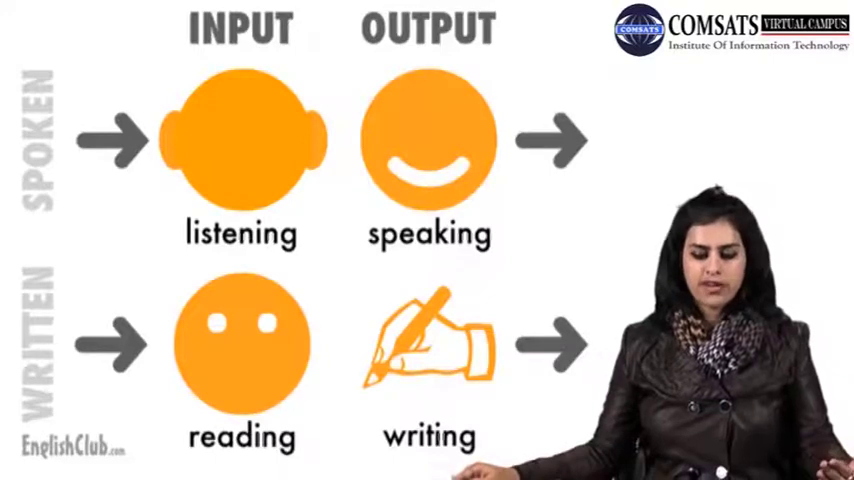 INPUT OUTPUT
COMSATS
COMSATS VIRTUAL CAMPUS
Institute Of Information Technology
SPOKEN
listening speaking
WRITTEN
reading writing
EnglishClub.com